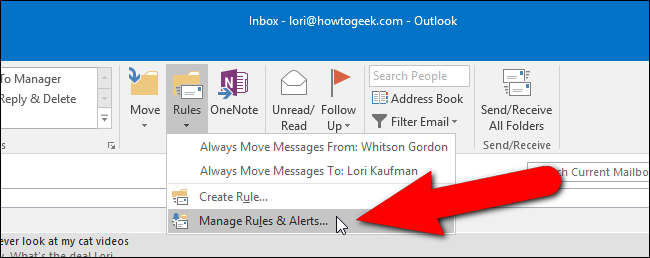 Inbox - lori@howtogeek.com - Outlook
To Manager
Reply & Delete
Move
Rules
OneNote
Unread/
Read
Follow
Up
Search People
Address Book
Filter Email
Send/Receive
All Folders
Send/Receive
Always Move Messages From: Whitson Gordon
Always Move Messages To: Lori Kaufman
Create Rule...
Manage Rules & Alerts...
Search Current Mailbo
ever look at my cat videos
What's the deal Lori